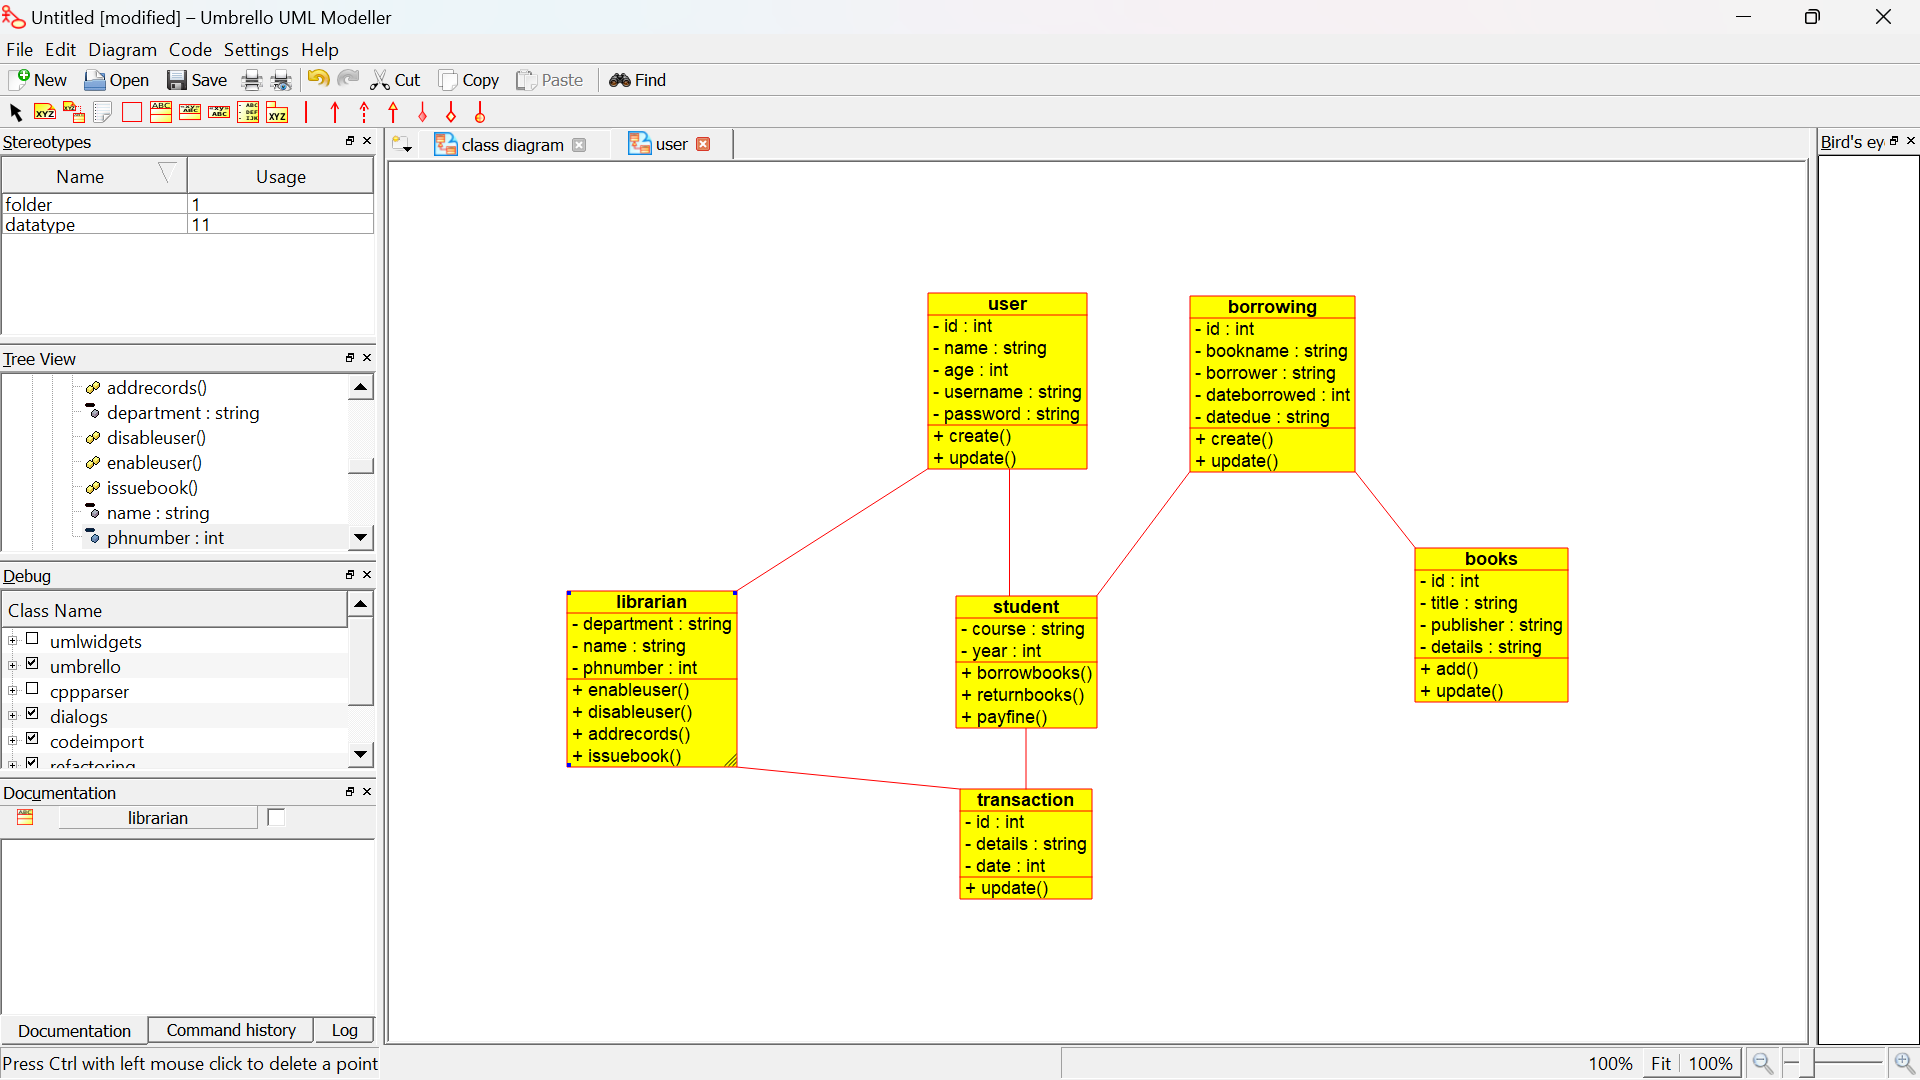 Untitled [modified] – Umbrello UML Modeller
File Edit Diagram Code Settings Help
New Open Save Cut Copy Paste Find
Stereotypes
Name Usage
folder 1
datatype 11
Tree View
addrecords()
department : string
disableuser()
enableuser()
issuebook()
name : string
phnumber : int
Debug
Class Name
umlwidgets
umbrello
cppparser
dialogs
codeimport
refactoring
Documentation
librarian
Documentation Command history Log
Press Ctrl with left mouse click to delete a point
class diagram user
user
- id : int
- name : string
- age : int
- username : string
- password : string
+ create()
+ update()
borrowing
- id : int
- bookname : string
- borrower : string
- dateborrowed : int
- datedue : string
+ create()
+ update()
librarian
- department : string
- name : string
- phnumber : int
+ enableuser()
+ disableuser()
+ addrecords()
+ issuebook()
student
- course : string
- year : int
+ borrowbooks()
+ returnbooks()
+ payfine()
books
- id : int
- title : string
- publisher : string
- details : string
+ add()
+ update()
transaction
- id : int
- details : string
- date : int
+ update()
Bird's ey
100% Fit 100%